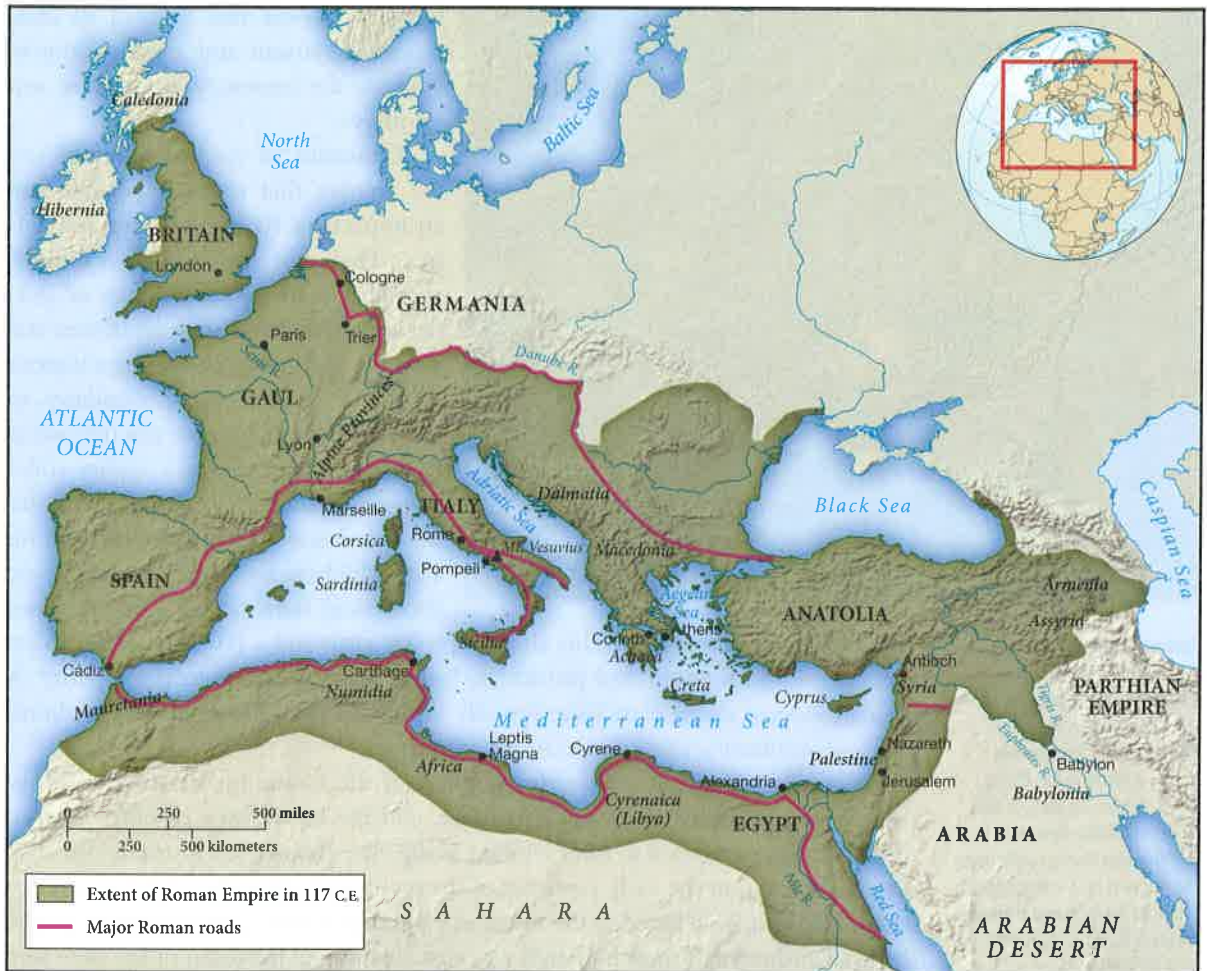 Caledonia
North
Sea
Baltic Sea
Hibernia
BRITAIN
London
Cologne
GERMANIA
Trier
Paris
Seine R.
Danube R.
GAUL
ATLANTIC
OCEAN
Lyon
Alpine Provinces
Dalmatia
Black Sea
Caspian Sea
Marseille
ITALY
Adriatic Sea
Corsica
Rome
Mt. Vesuvius
Macedonia
Pompeii
SPAIN
Sardinia
Aegean
Sea
ANATOLIA
Armenia
Assyria
Sicilia
Corinth
Athens
Achaea
Cádiz
Carthage
Numidia
Mauretania
Creta
Cyprus
Antioch
Syria
PARTHIAN
EMPIRE
Tigris R.
Euphrates R.
Mediterranean Sea
Leptis
Magna
Cyrene
Palestine
Nazareth
Babylon
Africa
Alexandria
Jerusalem
Babylonia
Cyrenaica
(Libya)
EGYPT
ARABIA
0 250 500 miles
0 250 500 kilometers
Nile R.
Red Sea
Extent of Roman Empire in 117 C.E.
Major Roman roads
SAHARA
ARABIAN
DESERT